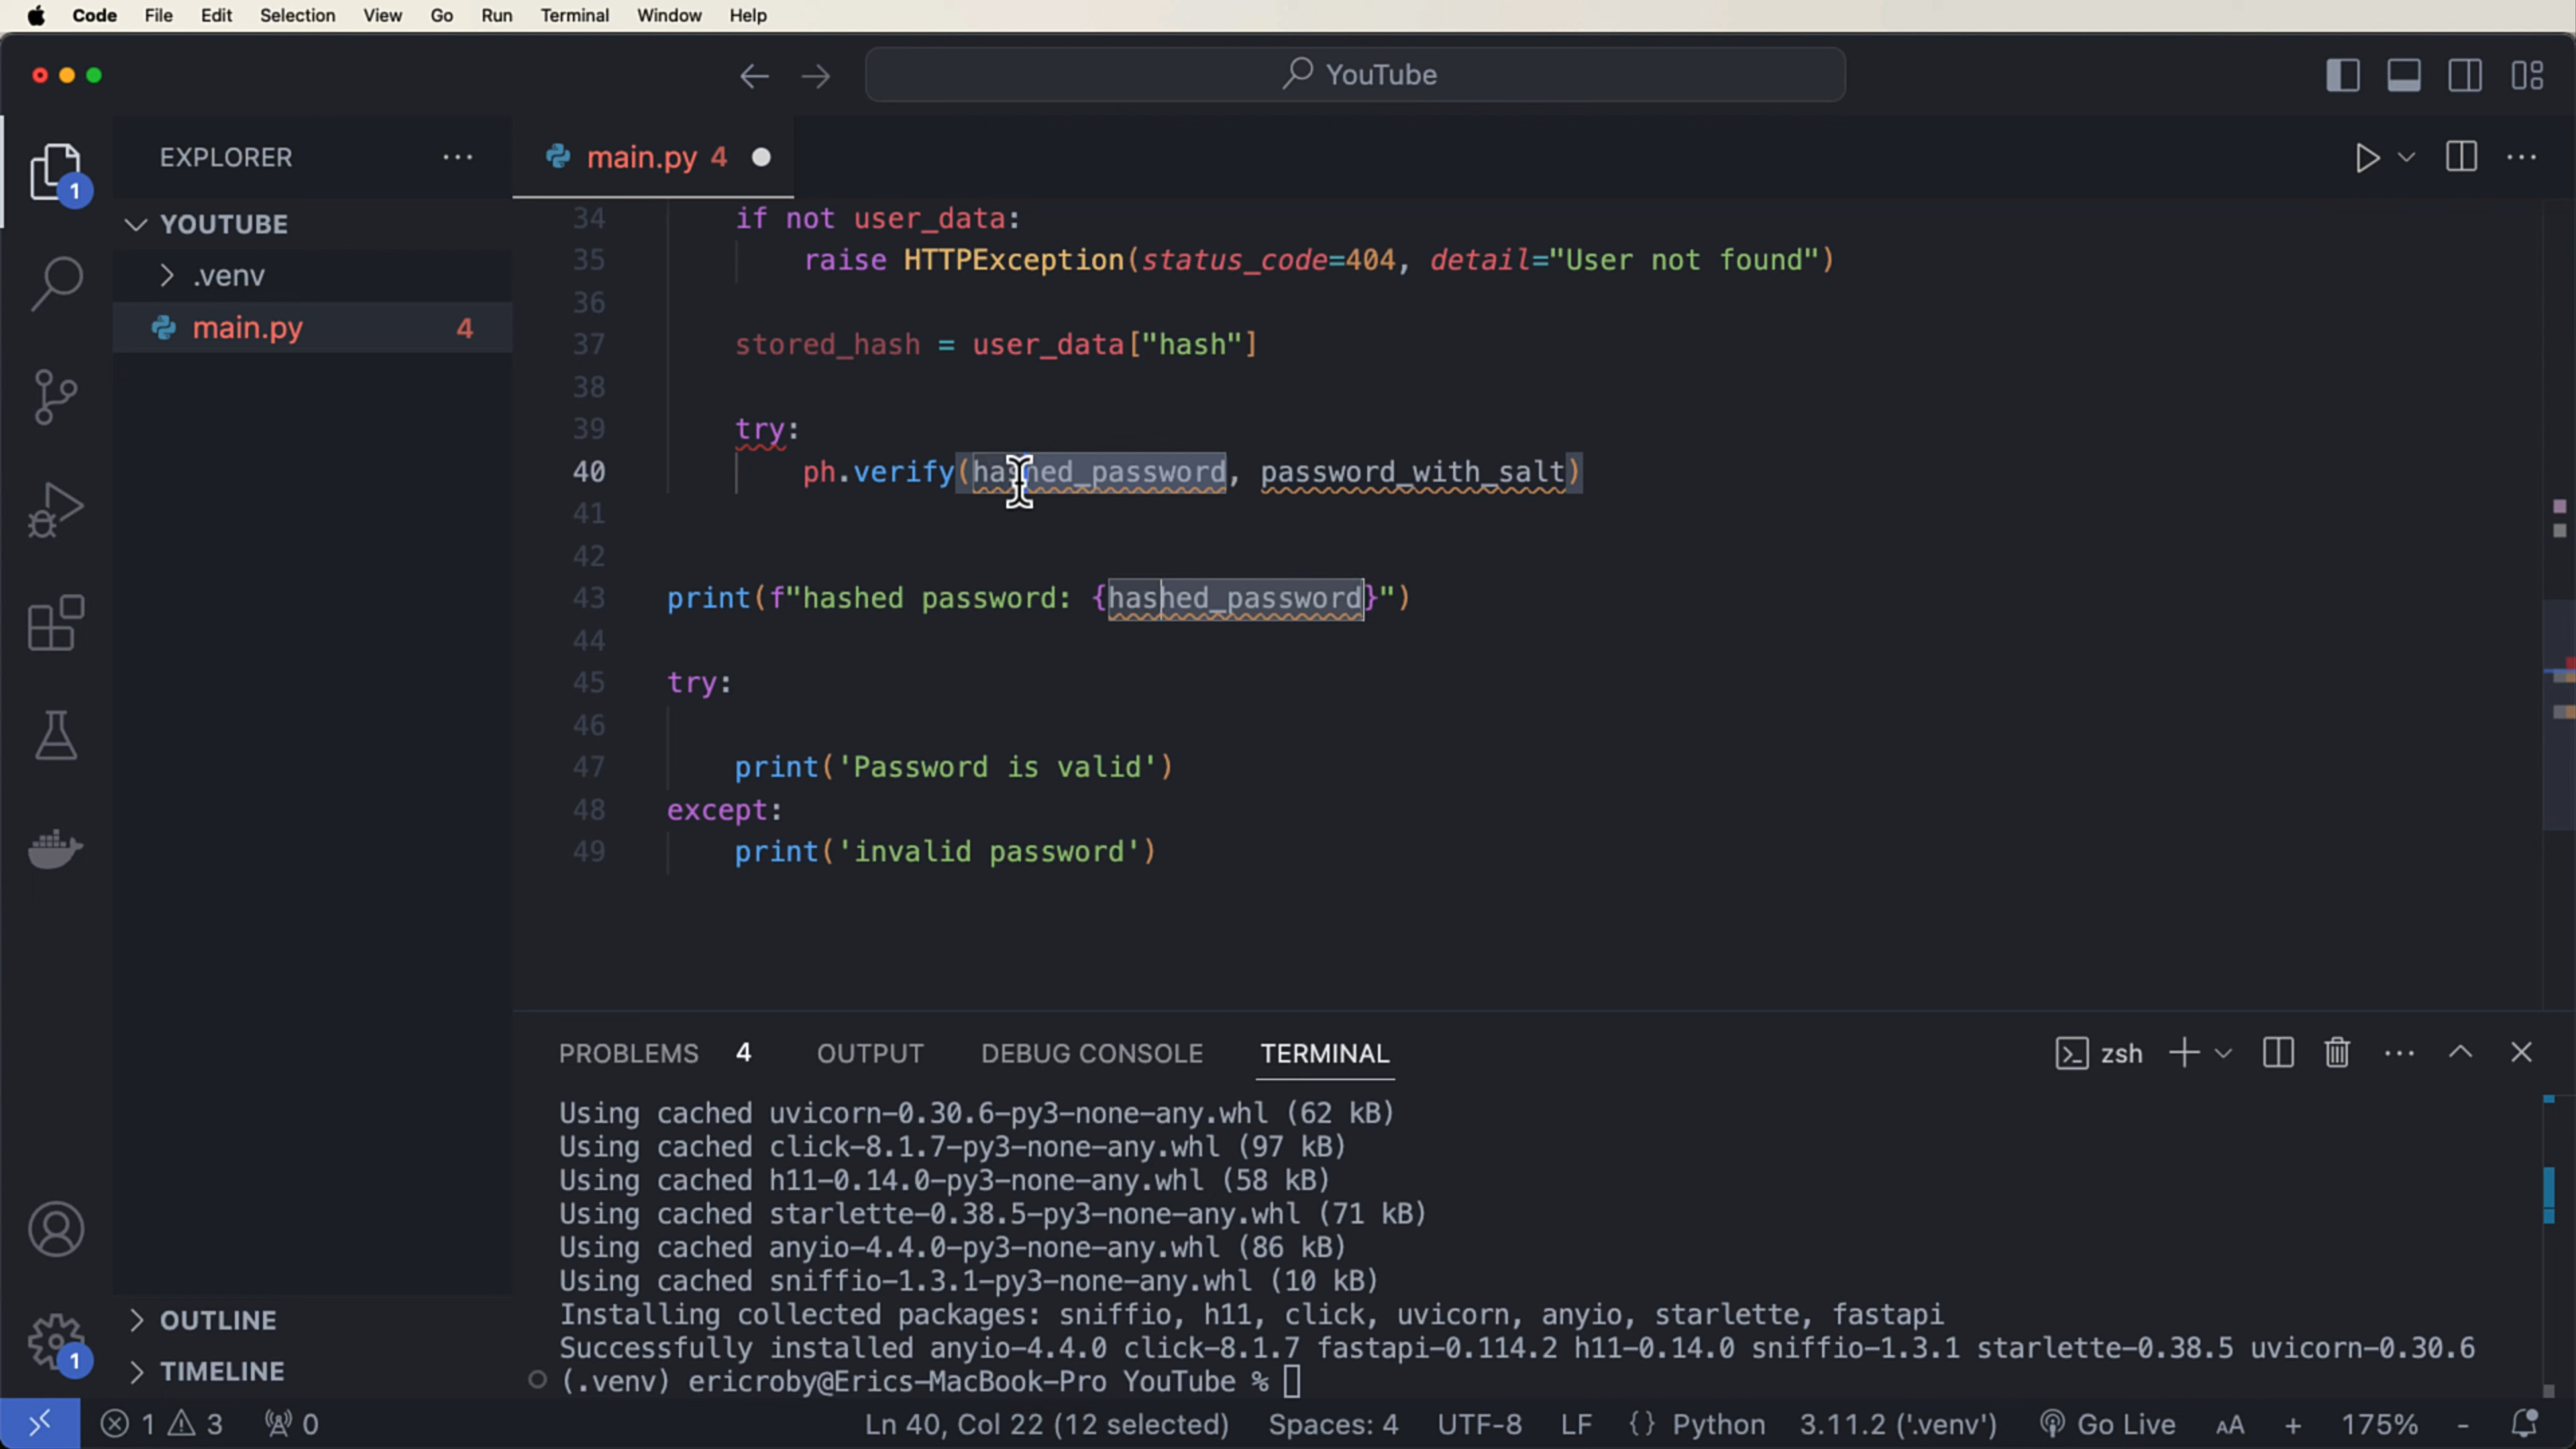 Code File Edit Selection View Go Run Terminal Window Help
YouTube
EXPLORER
main.py 4
1
YOUTUBE
.venv
main.py 4
34 if not user_data:
35 raise HTTPException(status_code=404, detail="User not found")
36
37 stored_hash = user_data["hash"]
38
39 try:
40 ph.verify(hashed_password, password_with_salt)
41
42
43 print(f"hashed password: {hashed_password}")
44
45 try:
46
47 print('Password is valid')
48 except:
49 print('invalid password')
PROBLEMS 4 OUTPUT DEBUG CONSOLE TERMINAL zsh
Using cached uvicorn-0.30.6-py3-none-any.whl (62 kB)
Using cached click-8.1.7-py3-none-any.whl (97 kB)
Using cached h11-0.14.0-py3-none-any.whl (58 kB)
Using cached starlette-0.38.5-py3-none-any.whl (71 kB)
Using cached anyio-4.4.0-py3-none-any.whl (86 kB)
Using cached sniffio-1.3.1-py3-none-any.whl (10 kB)
Installing collected packages: sniffio, h11, click, uvicorn, anyio, starlette, fastapi
Successfully installed anyio-4.4.0 click-8.1.7 fastapi-0.114.2 h11-0.14.0 sniffio-1.3.1 starlette-0.38.5 uvicorn-0.30.6
(.venv) ericroby@Erics-MacBook-Pro YouTube %
OUTLINE
TIMELINE
1
1 3 0 Ln 40, Col 22 (12 selected) Spaces: 4 UTF-8 LF {} Python 3.11.2 ('.venv') Go Live AA + 175% -